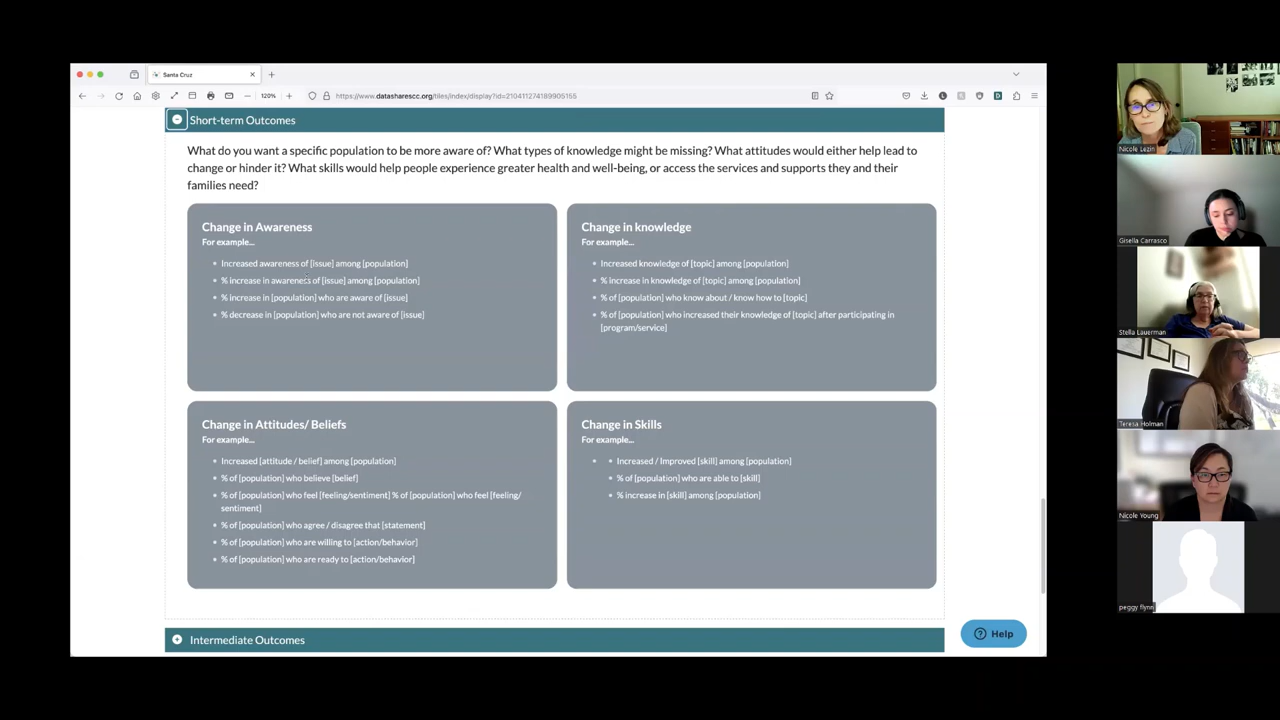 Santa Cruz
120%
https://www.datasharescc.org/tiles/index/display?id=210411274189905155
Short-term Outcomes
What do you want a specific population to be more aware of? What types of knowledge might be missing? What attitudes would either help lead to
change or hinder it? What skills would help people experience greater health and well-being, or access the services and supports they and their
families need?
Change in Awareness
For example...
Increased awareness of [issue] among [population]
% increase in awareness of [issue] among [population]
% increase in [population] who are aware of [issue]
% decrease in [population] who are not aware of [issue]
Change in knowledge
For example...
Increased knowledge of [topic] among [population]
% increase in knowledge of [topic] among [population]
% of [population] who know about / know how to [topic]
% of [population] who increased their knowledge of [topic] after participating in
[program/service]
Change in Attitudes/ Beliefs
For example...
Increased [attitude / belief] among [population]
% of [population] who believe [belief]
% of [population] who feel [feeling/sentiment] % of [population] who feel [feeling/
sentiment]
% of [population] who agree / disagree that [statement]
% of [population] who are willing to [action/behavior]
% of [population] who are ready to [action/behavior]
Change in Skills
For example...
Increased / Improved [skill] among [population]
% of [population] who are able to [skill]
% increase in [skill] among [population]
Intermediate Outcomes
Help
Nicole Lezin
Gisella Carrasco
Stella Lauerman
Teresa Holman
Nicole Young
peggy flynn